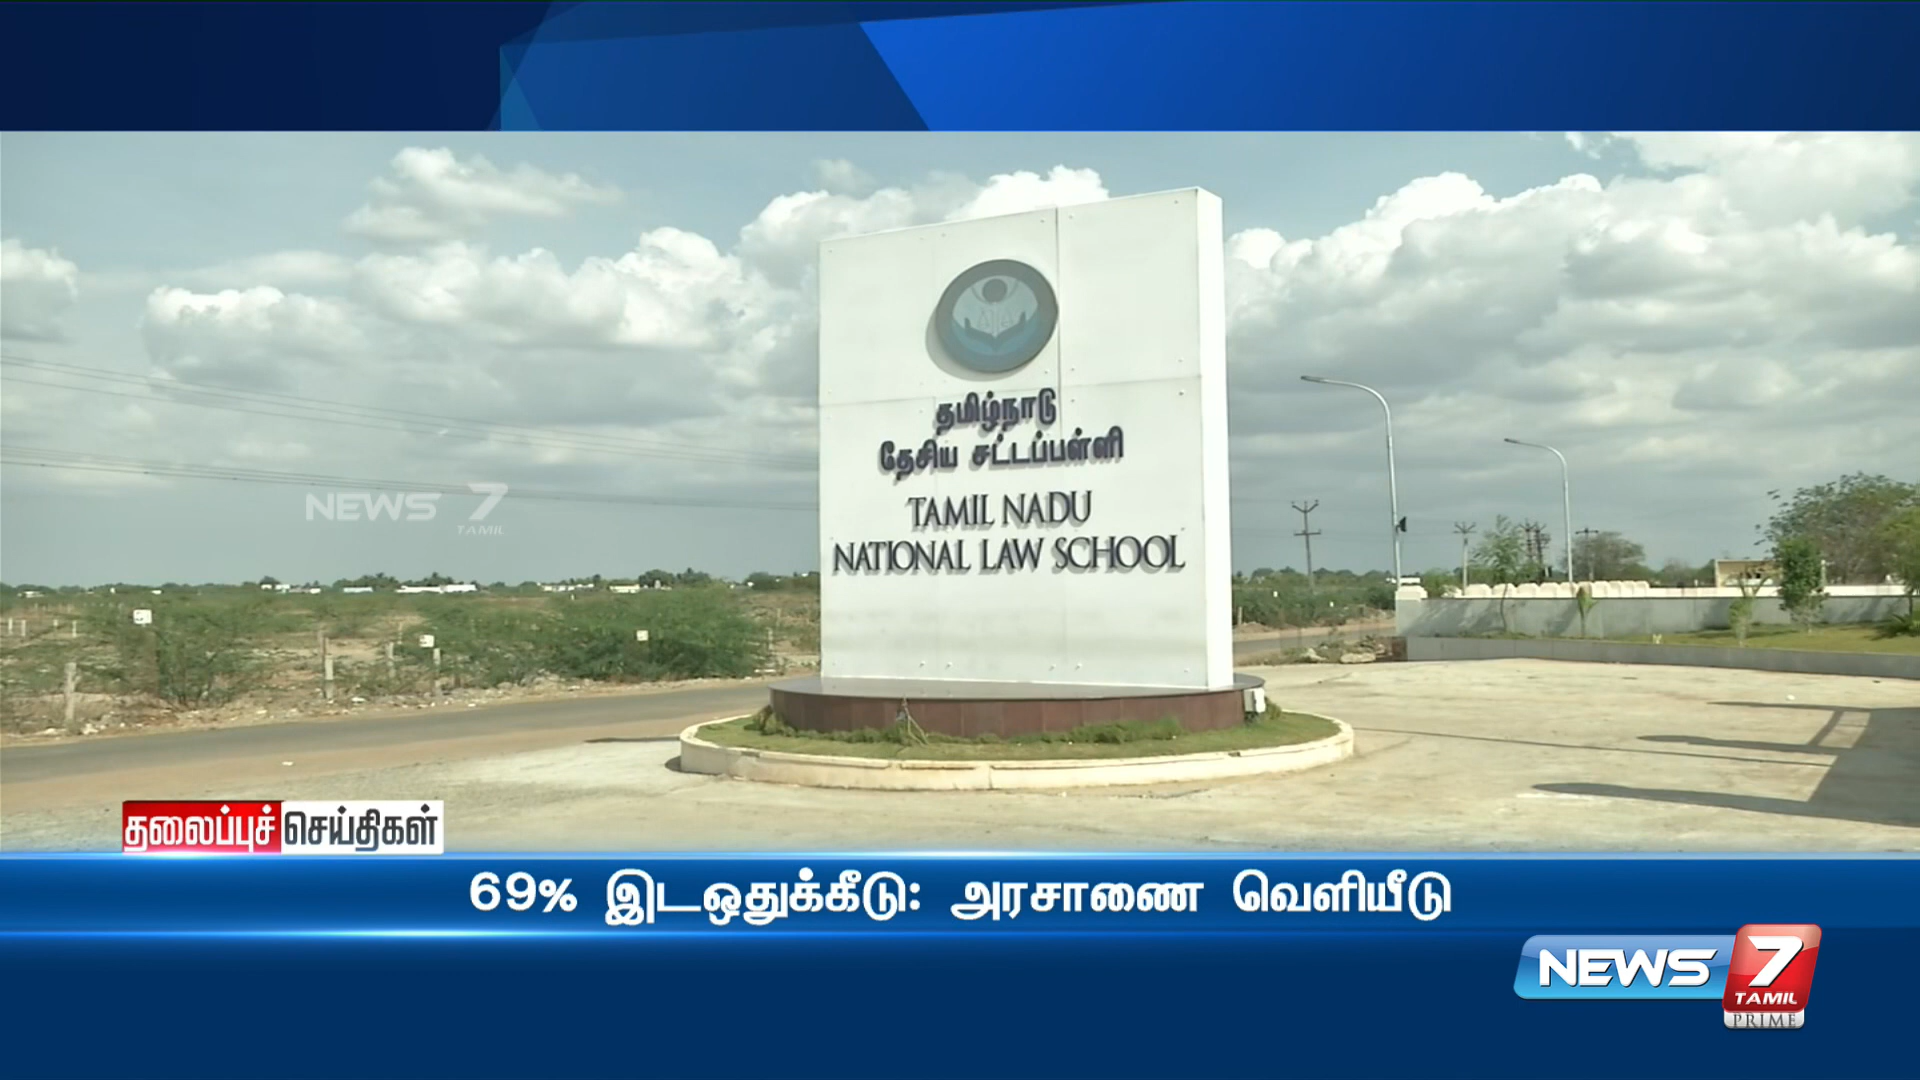 தமிழ்நாடு
தேசிய சட்டப்பள்ளி
TAMIL NADU
NATIONAL LAW SCHOOL
NEWS 7
TAMIL
தலைப்புச் செய்திகள்
69% இடஒதுக்கீடு: அரசாணை வெளியீடு
NEWS 7
TAMIL
PRIME